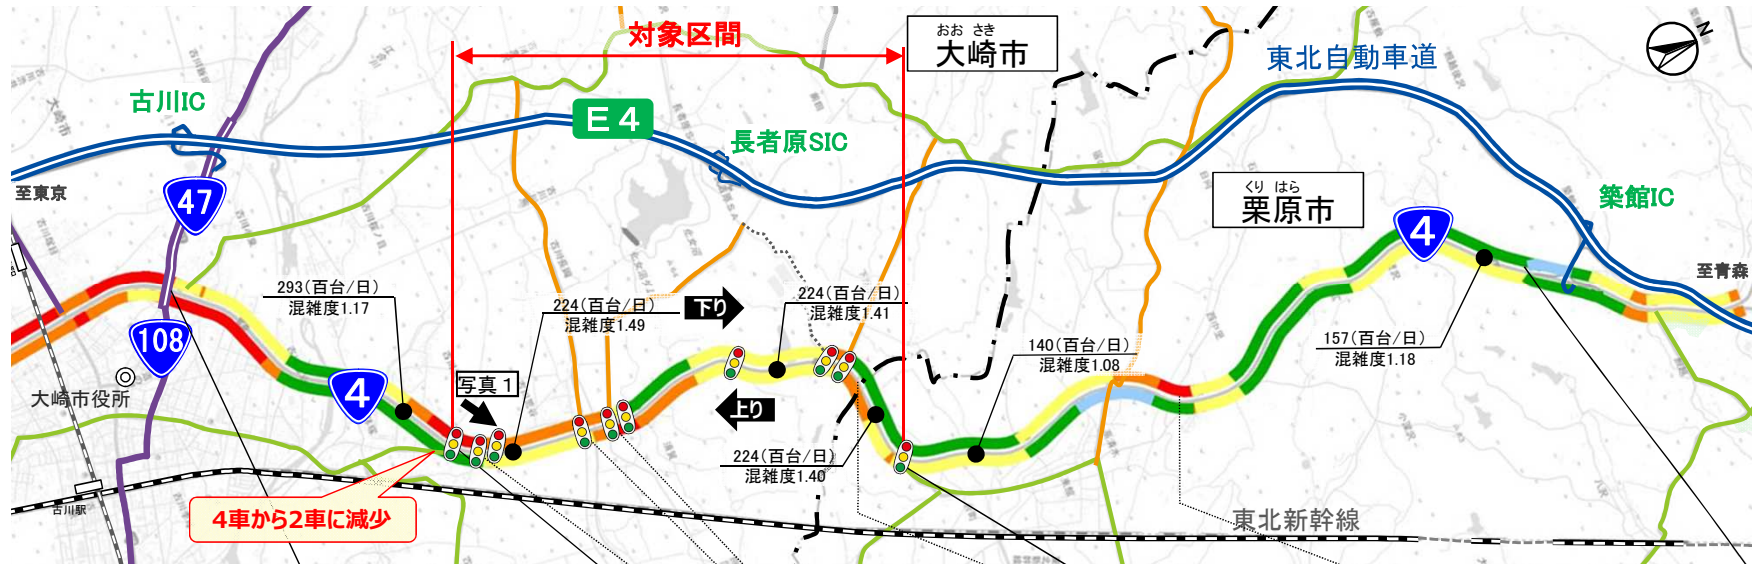 対象区間
おお さき
大崎市
N
東北自動車道
古川IC
E4
長者原SIC
至東京
47
くり はら
栗原市
築館IC
4
至青森
293(百台/日)
混雑度1.17
224(百台/日)
混雑度1.49
下り
224(百台/日)
混雑度1.41
108
140(百台/日)
混雑度1.08
157(百台/日)
混雑度1.18
大崎市役所
4
写真1
上り
224(百台/日)
混雑度1.40
古川駅
4車から2車に減少
東北新幹線